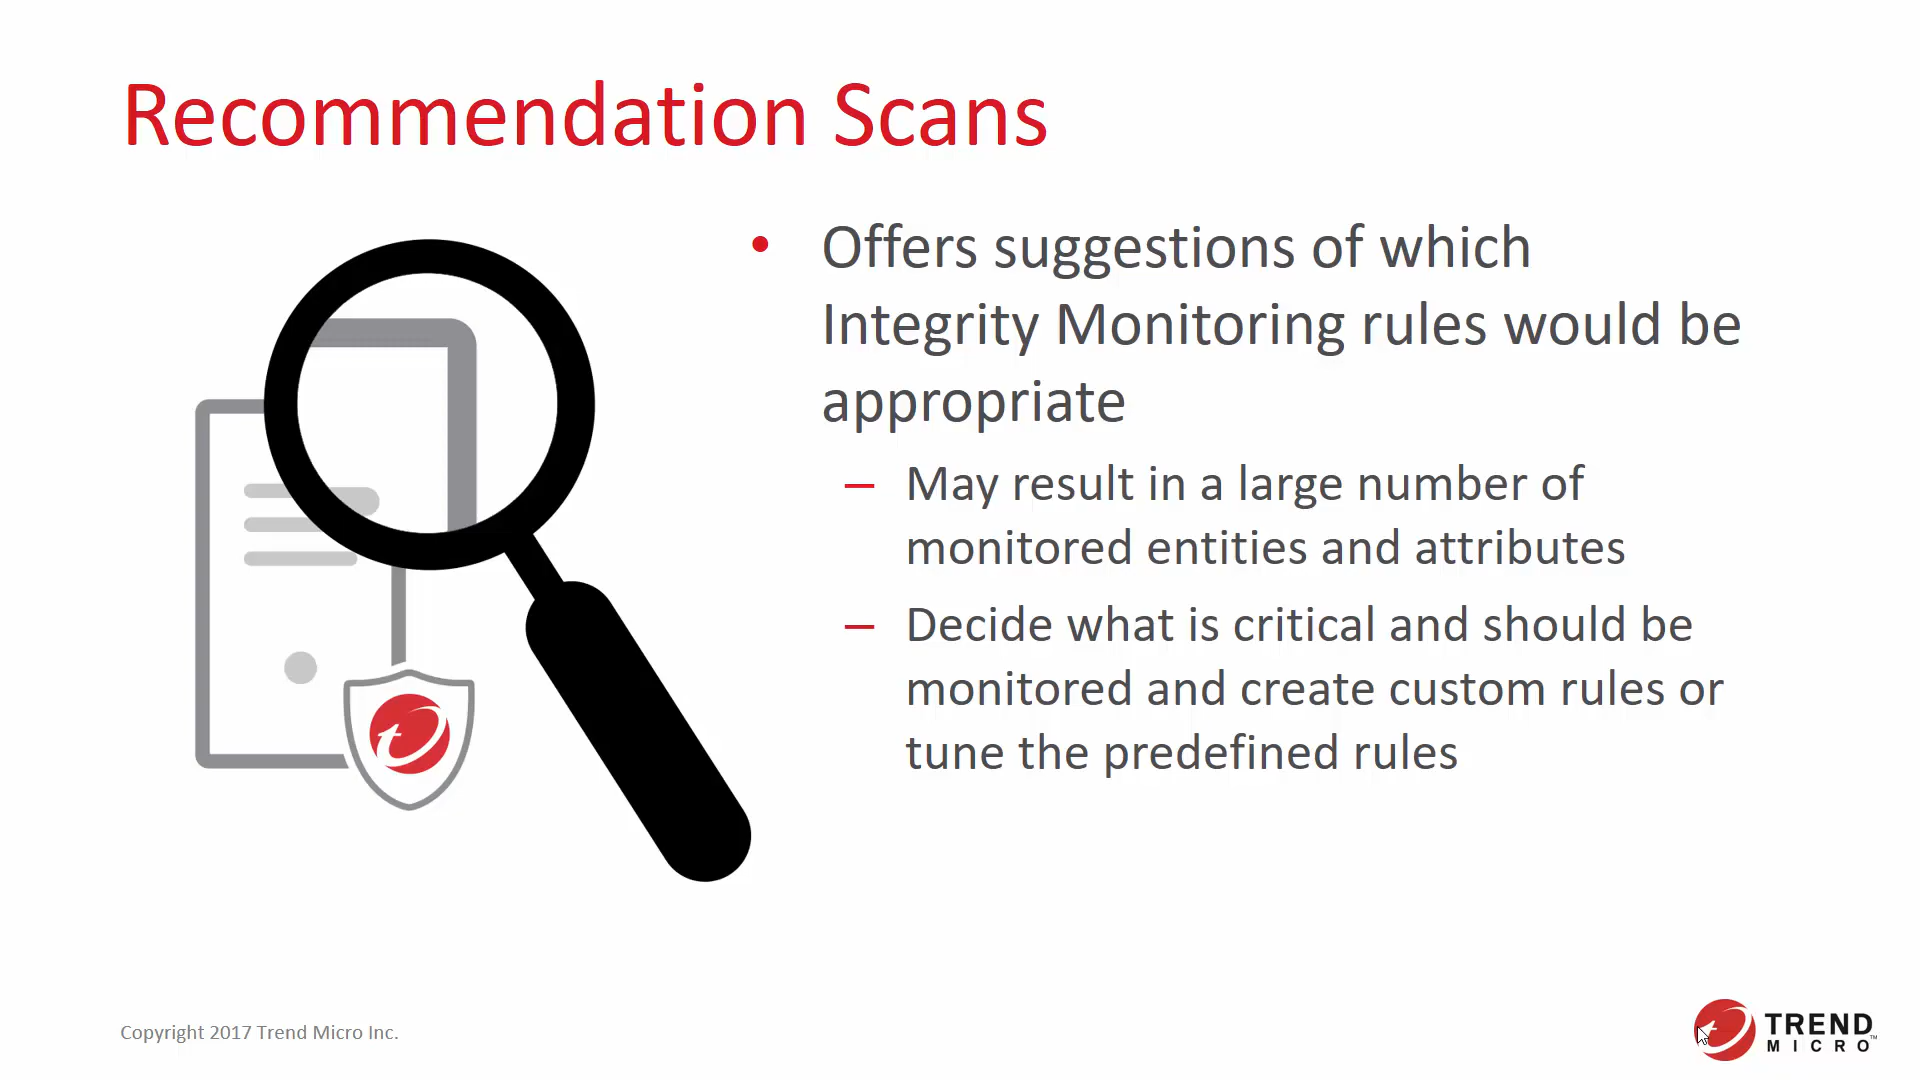 Recommendation Scans
• Offers suggestions of which
Integrity Monitoring rules would be
appropriate
– May result in a large number of
monitored entities and attributes
– Decide what is critical and should be
monitored and create custom rules or
tune the predefined rules
Copyright 2017 Trend Micro Inc.
TREND
MICRO™